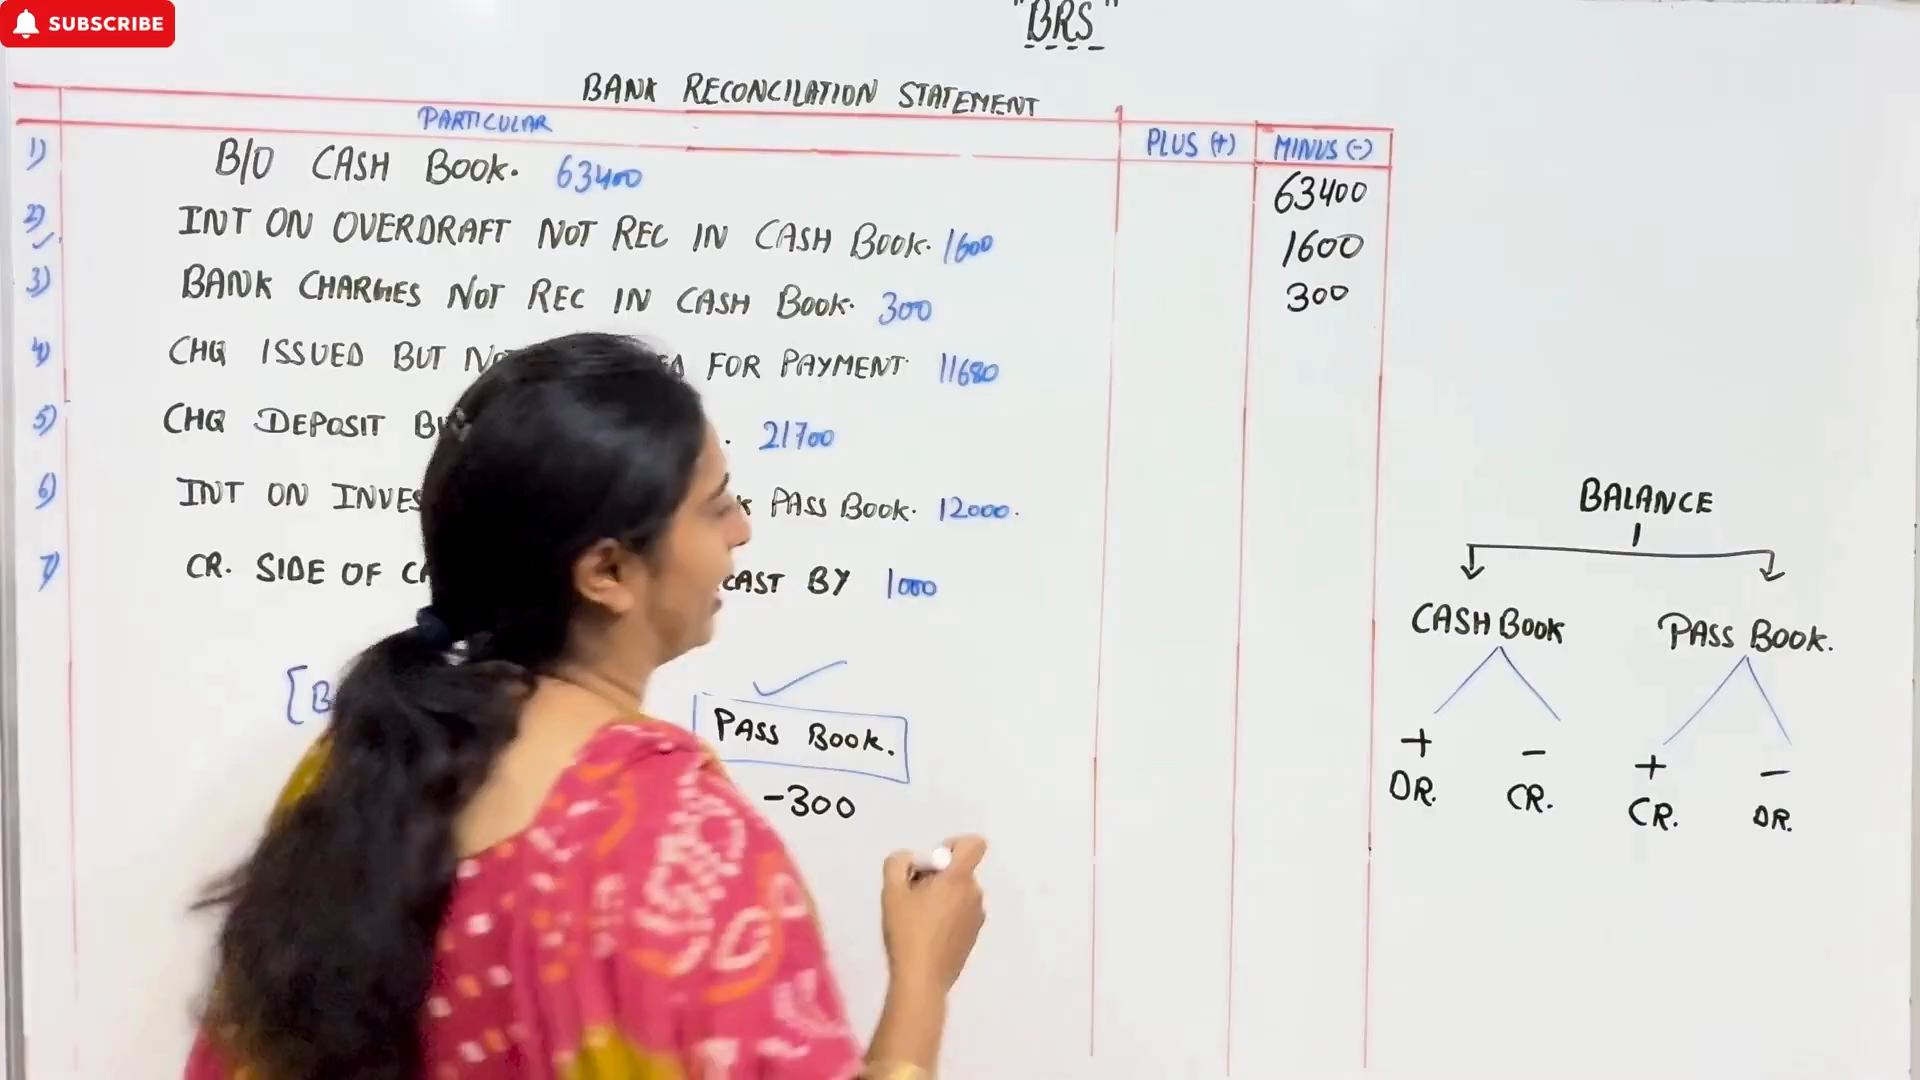 SUBSCRIBE
"BRS"
BANK RECONCILATION STATEMENT
PARTICULAR PLUS (+) MINUS (-)
1) B/O CASH BOOK. 63400 63400
2) INT ON OVERDRAFT NOT REC IN CASH BOOK. 1600 1600
3) BANK CHARGES NOT REC IN CASH BOOK. 300 300
4) CHQ ISSUED BUT FOR PAYMENT 11680
5) CHQ DEPOSIT . 21700
6) INT ON PASS BOOK. 12000.
7) CR. SIDE OF BY 1000
[B
PASS BOOK.
-300
BALANCE
CASH BOOK PASS BOOK.
+ - + -
DR. CR. CR. DR.